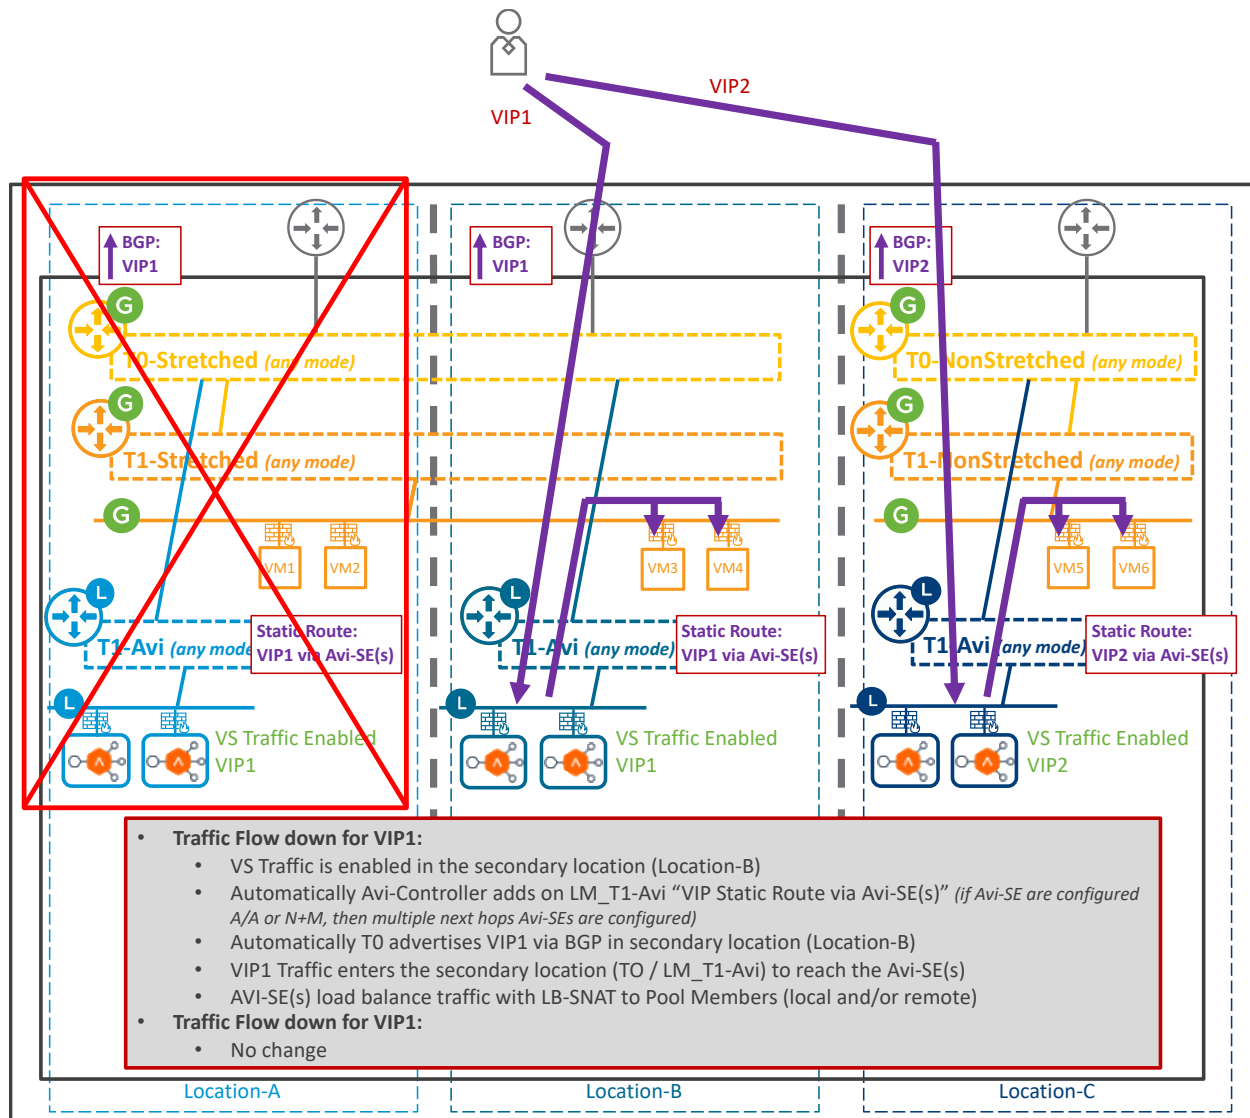 VIP2
VIP1
BGP:
VIP1
BGP:
VIP1
BGP:
VIP2
G
G
T0-Stretched (any mode)
T0-NonStretched (any mode)
G
G
T1-Stretched (any mode)
T1-NonStretched (any mode)
G
G
VM1
VM2
VM3
VM4
VM5
VM6
L
L
L
T1-Avi (any mode
Static Route:
VIP1 via Avi-SE(s)
T1-Avi (any mode)
Static Route:
VIP1 via Avi-SE(s)
T1-Avi (any mode)
Static Route:
VIP2 via Avi-SE(s)
L
L
L
VS Traffic Enabled
VIP1
VS Traffic Enabled
VIP1
VS Traffic Enabled
VIP2
• Traffic Flow down for VIP1:
• VS Traffic is enabled in the secondary location (Location-B)
• Automatically Avi-Controller adds on LM_T1-Avi “VIP Static Route via Avi-SE(s)” (if Avi-SE are configured
A/A or N+M, then multiple next hops Avi-SEs are configured)
• Automatically T0 advertises VIP1 via BGP in secondary location (Location-B)
• VIP1 Traffic enters the secondary location (TO / LM_T1-Avi) to reach the Avi-SE(s)
• AVI-SE(s) load balance traffic with LB-SNAT to Pool Members (local and/or remote)
• Traffic Flow down for VIP1:
• No change
Location-A
Location-B
Location-C